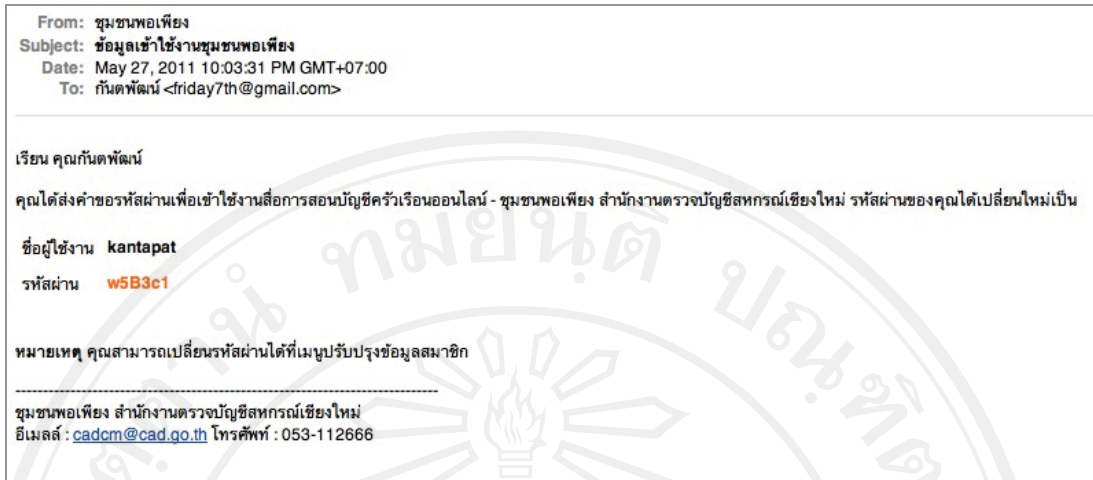 From: ชุมชนพอเพียง
Subject: ข้อมูลเข้าใช้งานชุมชนพอเพียง
Date: May 27, 2011 10:03:31 PM GMT+07:00
To: กันตพัฒน์ <friday7th@gmail.com>
เรียน คุณกันตพัฒน์
คุณได้ส่งคำขอรหัสผ่านเพื่อเข้าใช้งานสื่อการสอนบัญชีครัวเรือนออนไลน์ - ชุมชนพอเพียง สำนักงานตรวจบัญชีสหกรณ์เชียงใหม่ รหัสผ่านของคุณได้เปลี่ยนใหม่เป็น
ชื่อผู้ใช้งาน kantapat
รหัสผ่าน w5B3c1
หมายเหตุ คุณสามารถเปลี่ยนรหัสผ่านได้ที่เมนูปรับปรุงข้อมูลสมาชิก
--------------------------------------------------------------------------------
ชุมชนพอเพียง สำนักงานตรวจบัญชีสหกรณ์เชียงใหม่
อีเมลล์ : cadcm@cad.go.th โทรศัพท์ : 053-112666